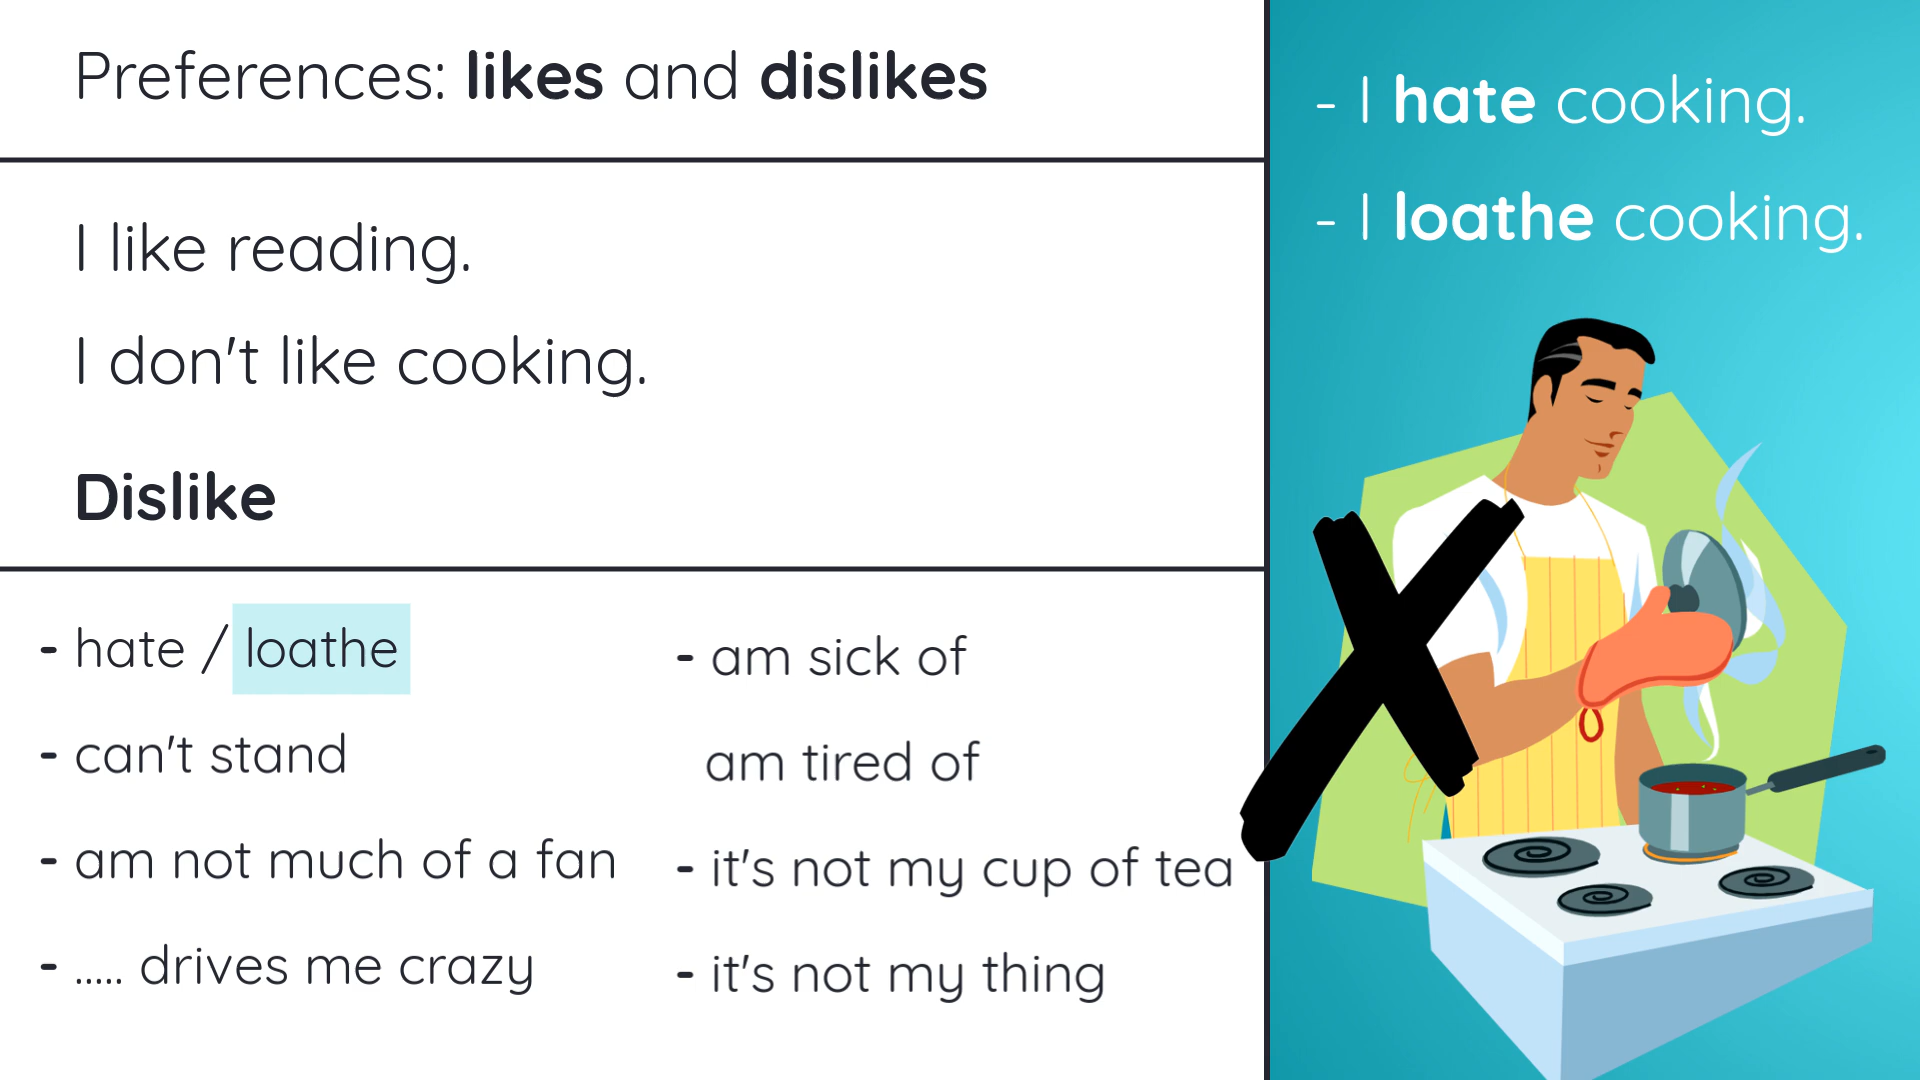 Preferences: likes and dislikes
I like reading.
I don't like cooking.
Dislike
- hate / loathe
- can't stand
- am not much of a fan
- ..... drives me crazy
- am sick of
am tired of
- it's not my cup of tea
- it's not my thing
- I hate cooking.
- I loathe cooking.